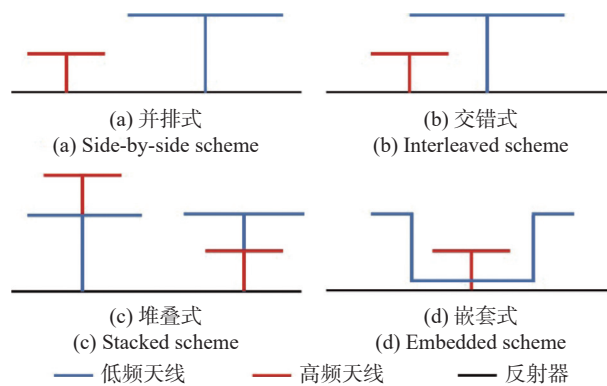 (a) 并排式
(a) Side-by-side scheme
(b) 交错式
(b) Interleaved scheme
(c) 堆叠式
(c) Stacked scheme
(d) 嵌套式
(d) Embedded scheme
低频天线 高频天线 反射器